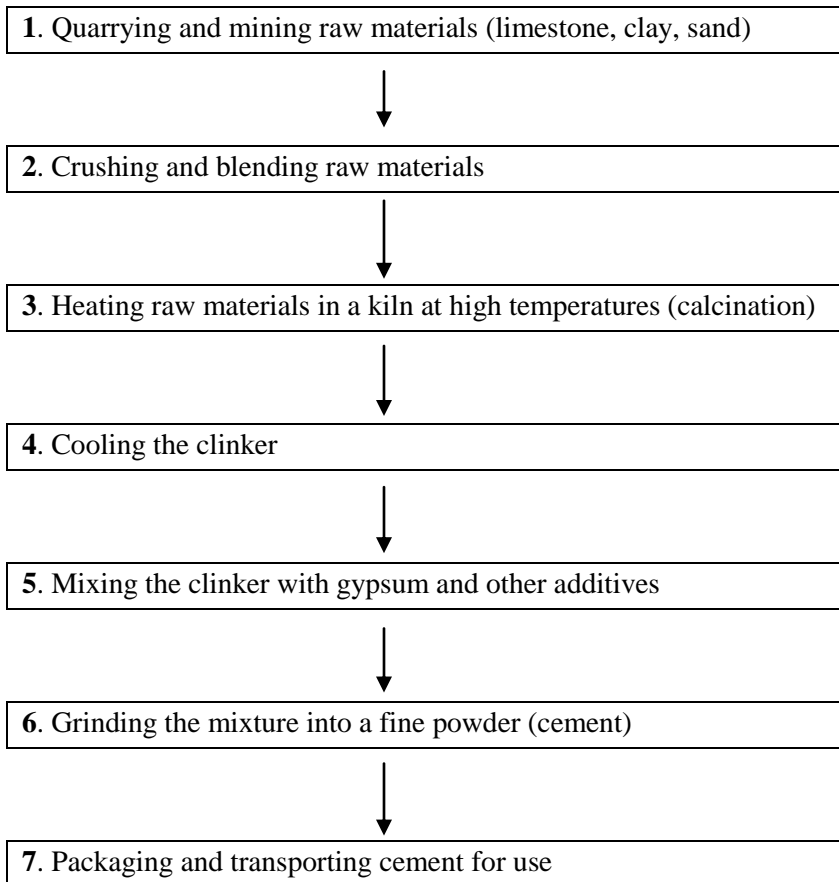 1. Quarrying and mining raw materials (limestone, clay, sand)
2. Crushing and blending raw materials
3. Heating raw materials in a kiln at high temperatures (calcination)
4. Cooling the clinker
5. Mixing the clinker with gypsum and other additives
6. Grinding the mixture into a fine powder (cement)
7. Packaging and transporting cement for use